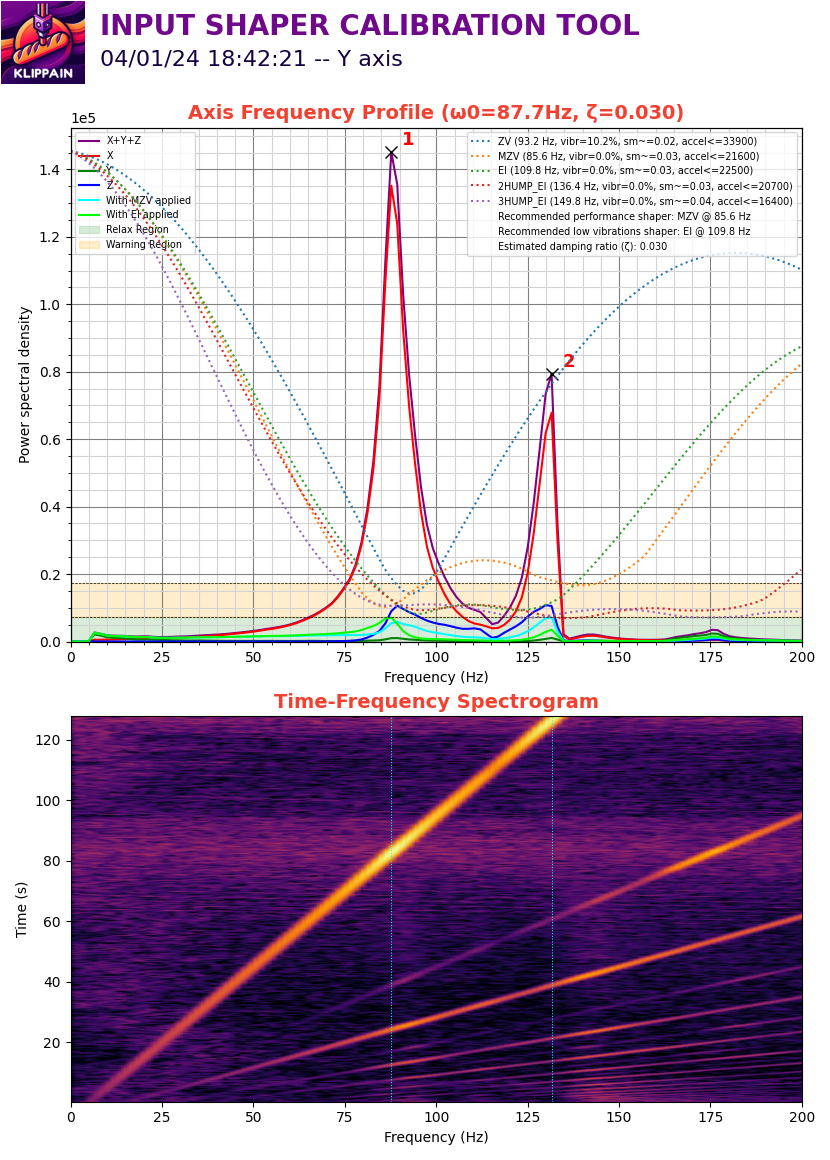 KLIPPAIN
INPUT SHAPER CALIBRATION TOOL
04/01/24 18:42:21 -- Y axis
Axis Frequency Profile (ω0=87.7Hz, ζ=0.030)
1e5
X+Y+Z
X
Y
Z
With MZV applied
With EI applied
Relax Region
Warning Region
ZV (93.2 Hz, vibr=10.2%, sm~=0.02, accel<=33900)
MZV (85.6 Hz, vibr=0.0%, sm~=0.03, accel<=21600)
EI (109.8 Hz, vibr=0.0%, sm~=0.03, accel<=22500)
2HUMP_EI (136.4 Hz, vibr=0.0%, sm~=0.03, accel<=20700)
3HUMP_EI (149.8 Hz, vibr=0.0%, sm~=0.04, accel<=16400)
Recommended performance shaper: MZV @ 85.6 Hz
Recommended low vibrations shaper: EI @ 109.8 Hz
Estimated damping ratio (ζ): 0.030
1
2
Power spectral density
1.4
1.2
1.0
0.8
0.6
0.4
0.2
0.0
0 25 50 75 100 125 150 175 200
Frequency (Hz)
Time-Frequency Spectrogram
Time (s)
120
100
80
60
40
20
0 25 50 75 100 125 150 175 200
Frequency (Hz)